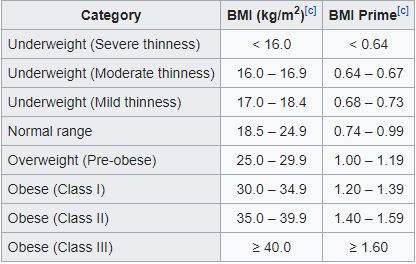 Category BMI (kg/m²)[c] BMI Prime[c]
Underweight (Severe thinness) < 16.0 < 0.64
Underweight (Moderate thinness) 16.0 – 16.9 0.64 – 0.67
Underweight (Mild thinness) 17.0 – 18.4 0.68 – 0.73
Normal range 18.5 – 24.9 0.74 – 0.99
Overweight (Pre-obese) 25.0 – 29.9 1.00 – 1.19
Obese (Class I) 30.0 – 34.9 1.20 – 1.39
Obese (Class II) 35.0 – 39.9 1.40 – 1.59
Obese (Class III) ≥ 40.0 ≥ 1.60